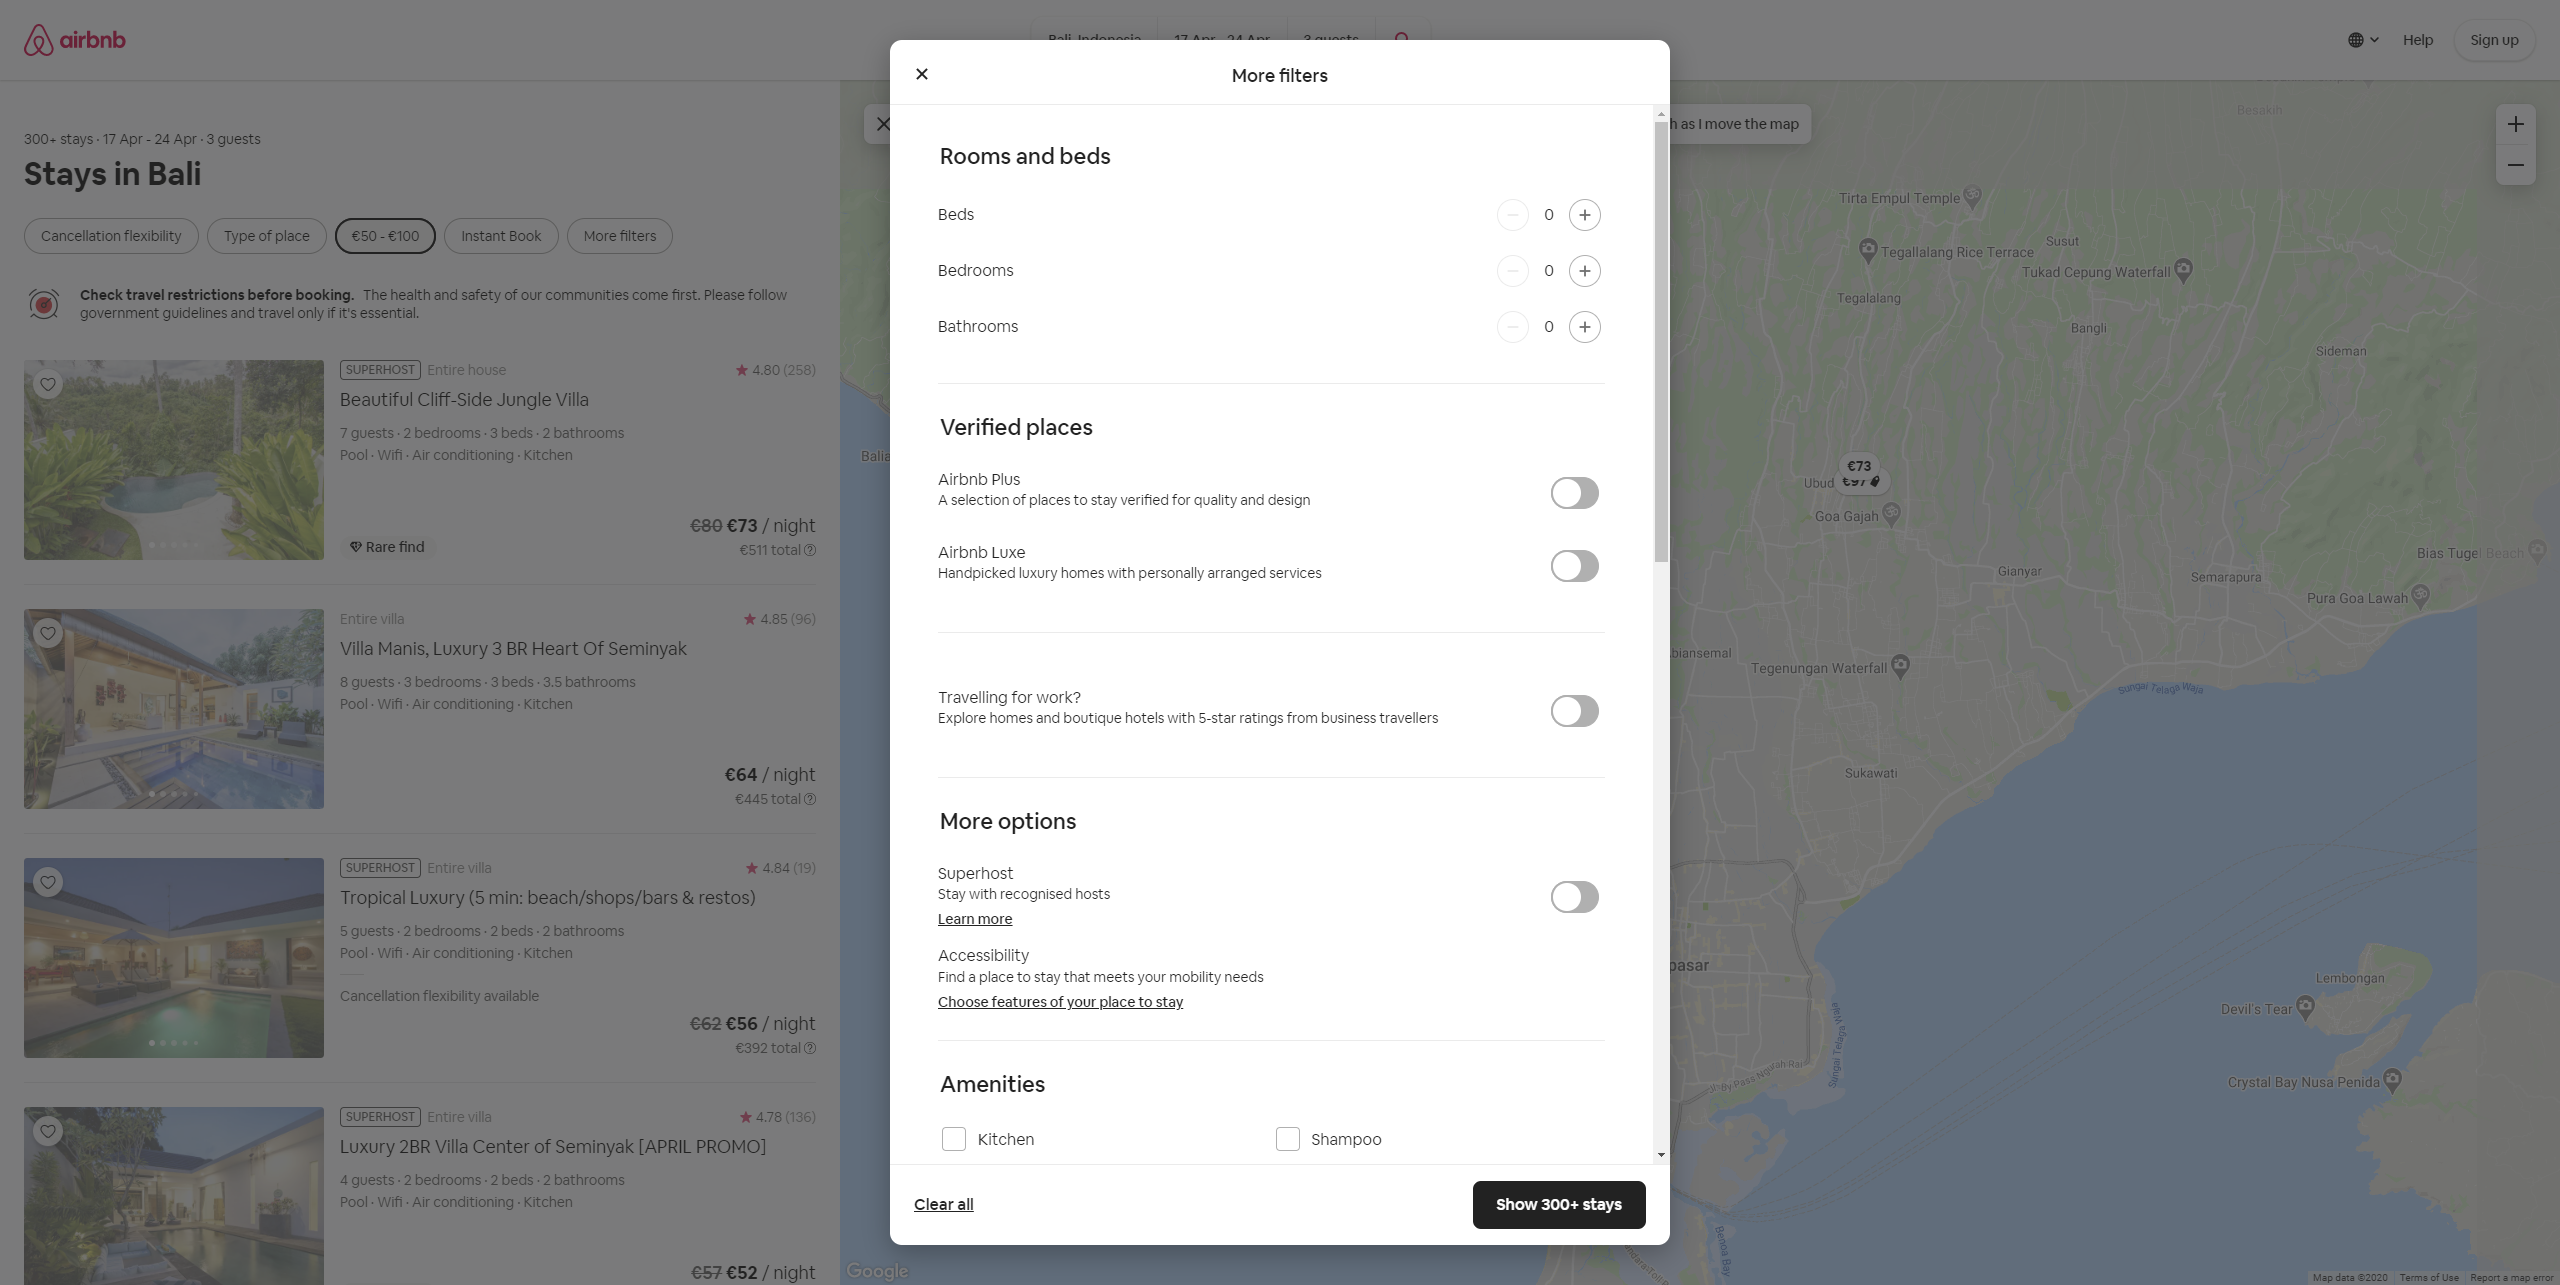 airbnb
Bali, Indonesia
17 Apr - 24 Apr
3 guests
Help
Sign up
300+ stays · 17 Apr - 24 Apr · 3 guests
Stays in Bali
Cancellation flexibility
Type of place
€50 - €100
Instant Book
More filters
Check travel restrictions before booking. The health and safety of our communities come first. Please follow
government guidelines and travel only if it's essential.
SUPERHOST Entire house
4.80 (258)
Beautiful Cliff-Side Jungle Villa
7 guests · 2 bedrooms · 3 beds · 2 bathrooms
Pool · Wifi · Air conditioning · Kitchen
Rare find
€80 €73 / night
€511 total
Entire villa
4.85 (96)
Villa Manis, Luxury 3 BR Heart Of Seminyak
8 guests · 3 bedrooms · 3 beds · 3.5 bathrooms
Pool · Wifi · Air conditioning · Kitchen
€64 / night
€445 total
SUPERHOST Entire villa
4.84 (19)
Tropical Luxury (5 min: beach/shops/bars & restos)
5 guests · 2 bedrooms · 2 beds · 2 bathrooms
Pool · Wifi · Air conditioning · Kitchen
Cancellation flexibility available
€62 €56 / night
€392 total
SUPERHOST Entire villa
4.78 (136)
Luxury 2BR Villa Center of Seminyak [APRIL PROMO]
4 guests · 2 bedrooms · 2 beds · 2 bathrooms
Pool · Wifi · Air conditioning · Kitchen
€57 €52 / night
More filters
Rooms and beds
Beds
0
Bedrooms
0
Bathrooms
0
Verified places
Airbnb Plus
A selection of places to stay verified for quality and design
Airbnb Luxe
Handpicked luxury homes with personally arranged services
Travelling for work?
Explore homes and boutique hotels with 5-star ratings from business travellers
More options
Superhost
Stay with recognised hosts
Learn more
Accessibility
Find a place to stay that meets your mobility needs
Choose features of your place to stay
Amenities
Kitchen
Shampoo
Clear all
Show 300+ stays
h as I move the map
Besakih
Tirta Empul Temple
Tegallalang Rice Terrace
Susut
Tukad Cepung Waterfall
Tegalalang
Bangli
Sideman
€73
Ubud
€97
Goa Gajah
Gianyar
Semarapura
Bias Tugel Beach
Pura Goa Lawah
biansemal
Tegenungan Waterfall
Sungai Telaga Waja
Sukawati
pasar
Lembongan
Devil's Tear
Sungai Telaga Waja
Jl. By Pass Ngurah Rai
Crystal Bay Nusa Penida
Benoa Bay
Balia
Google
Map data ©2020
Terms of Use
Report a map error